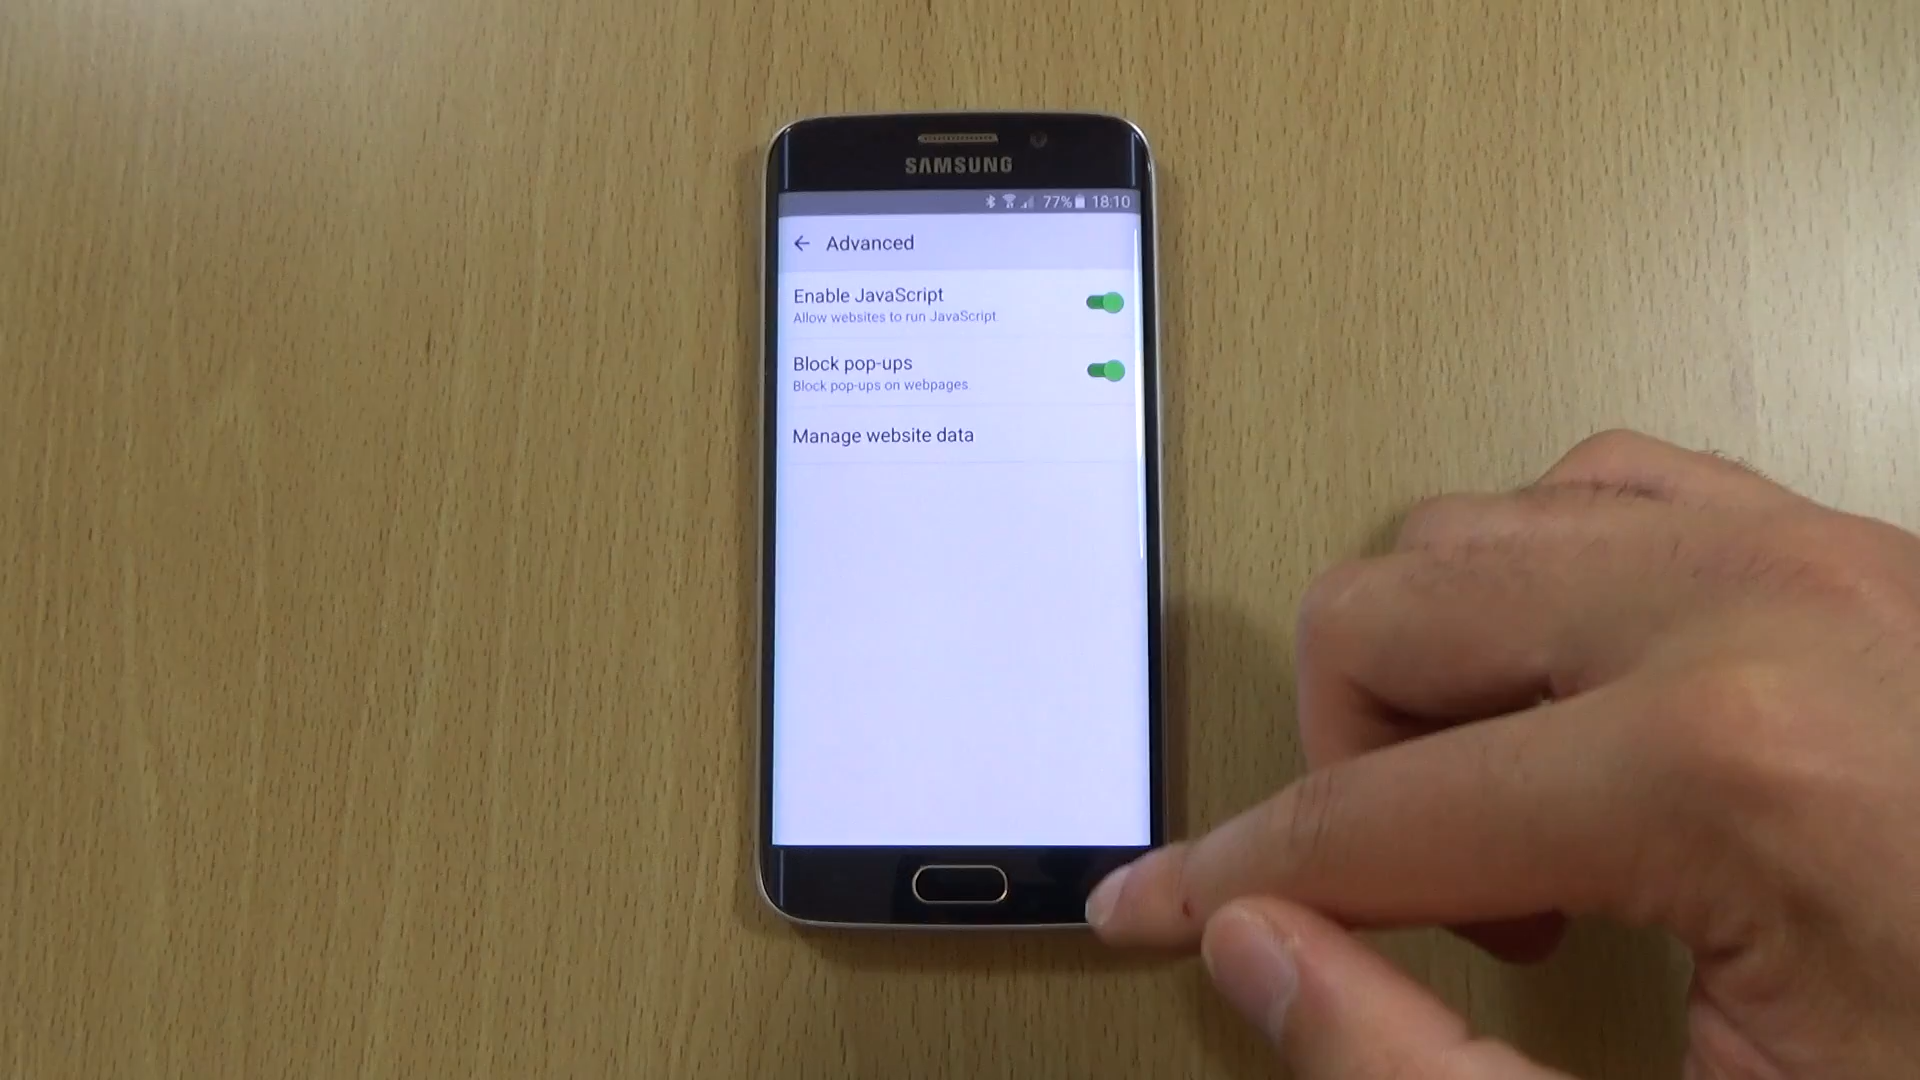 SAMSUNG
77% 18:10
Advanced
Enable JavaScript
Allow websites to run JavaScript.
Block pop-ups
Block pop-ups on webpages.
Manage website data